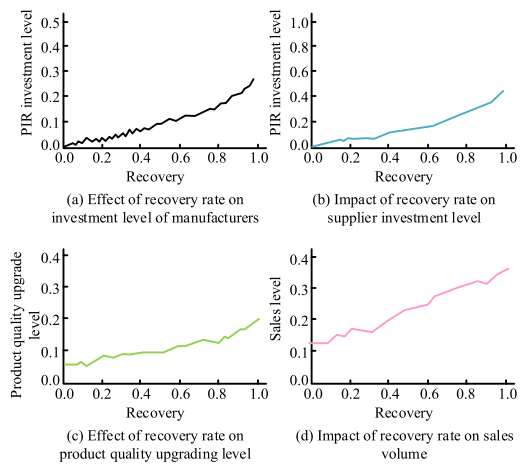 PIR investment level
0.5
0.4
0.3
0.2
0.1
0.0
0.0 0.2 0.4 0.6 0.8 1.0
Recovery
(a) Effect of recovery rate on
investment level of manufacturers
PIR investment level
1.0
0.8
0.6
0.4
0.2
0.0
0.0 0.2 0.4 0.6 0.8 1.0
Recovery
(b) Impact of recovery rate on
supplier investment level
Product quality upgrade
level
0.4
0.3
0.2
0.1
0.0
0.0 0.2 0.4 0.6 0.8 1.0
Recovery
(c) Effect of recovery rate on
product quality upgrading level
Sales level
0.4
0.3
0.2
0.1
0.0
0.0 0.2 0.4 0.6 0.8 1.0
Recovery
(d) Impact of recovery rate on sales
volume